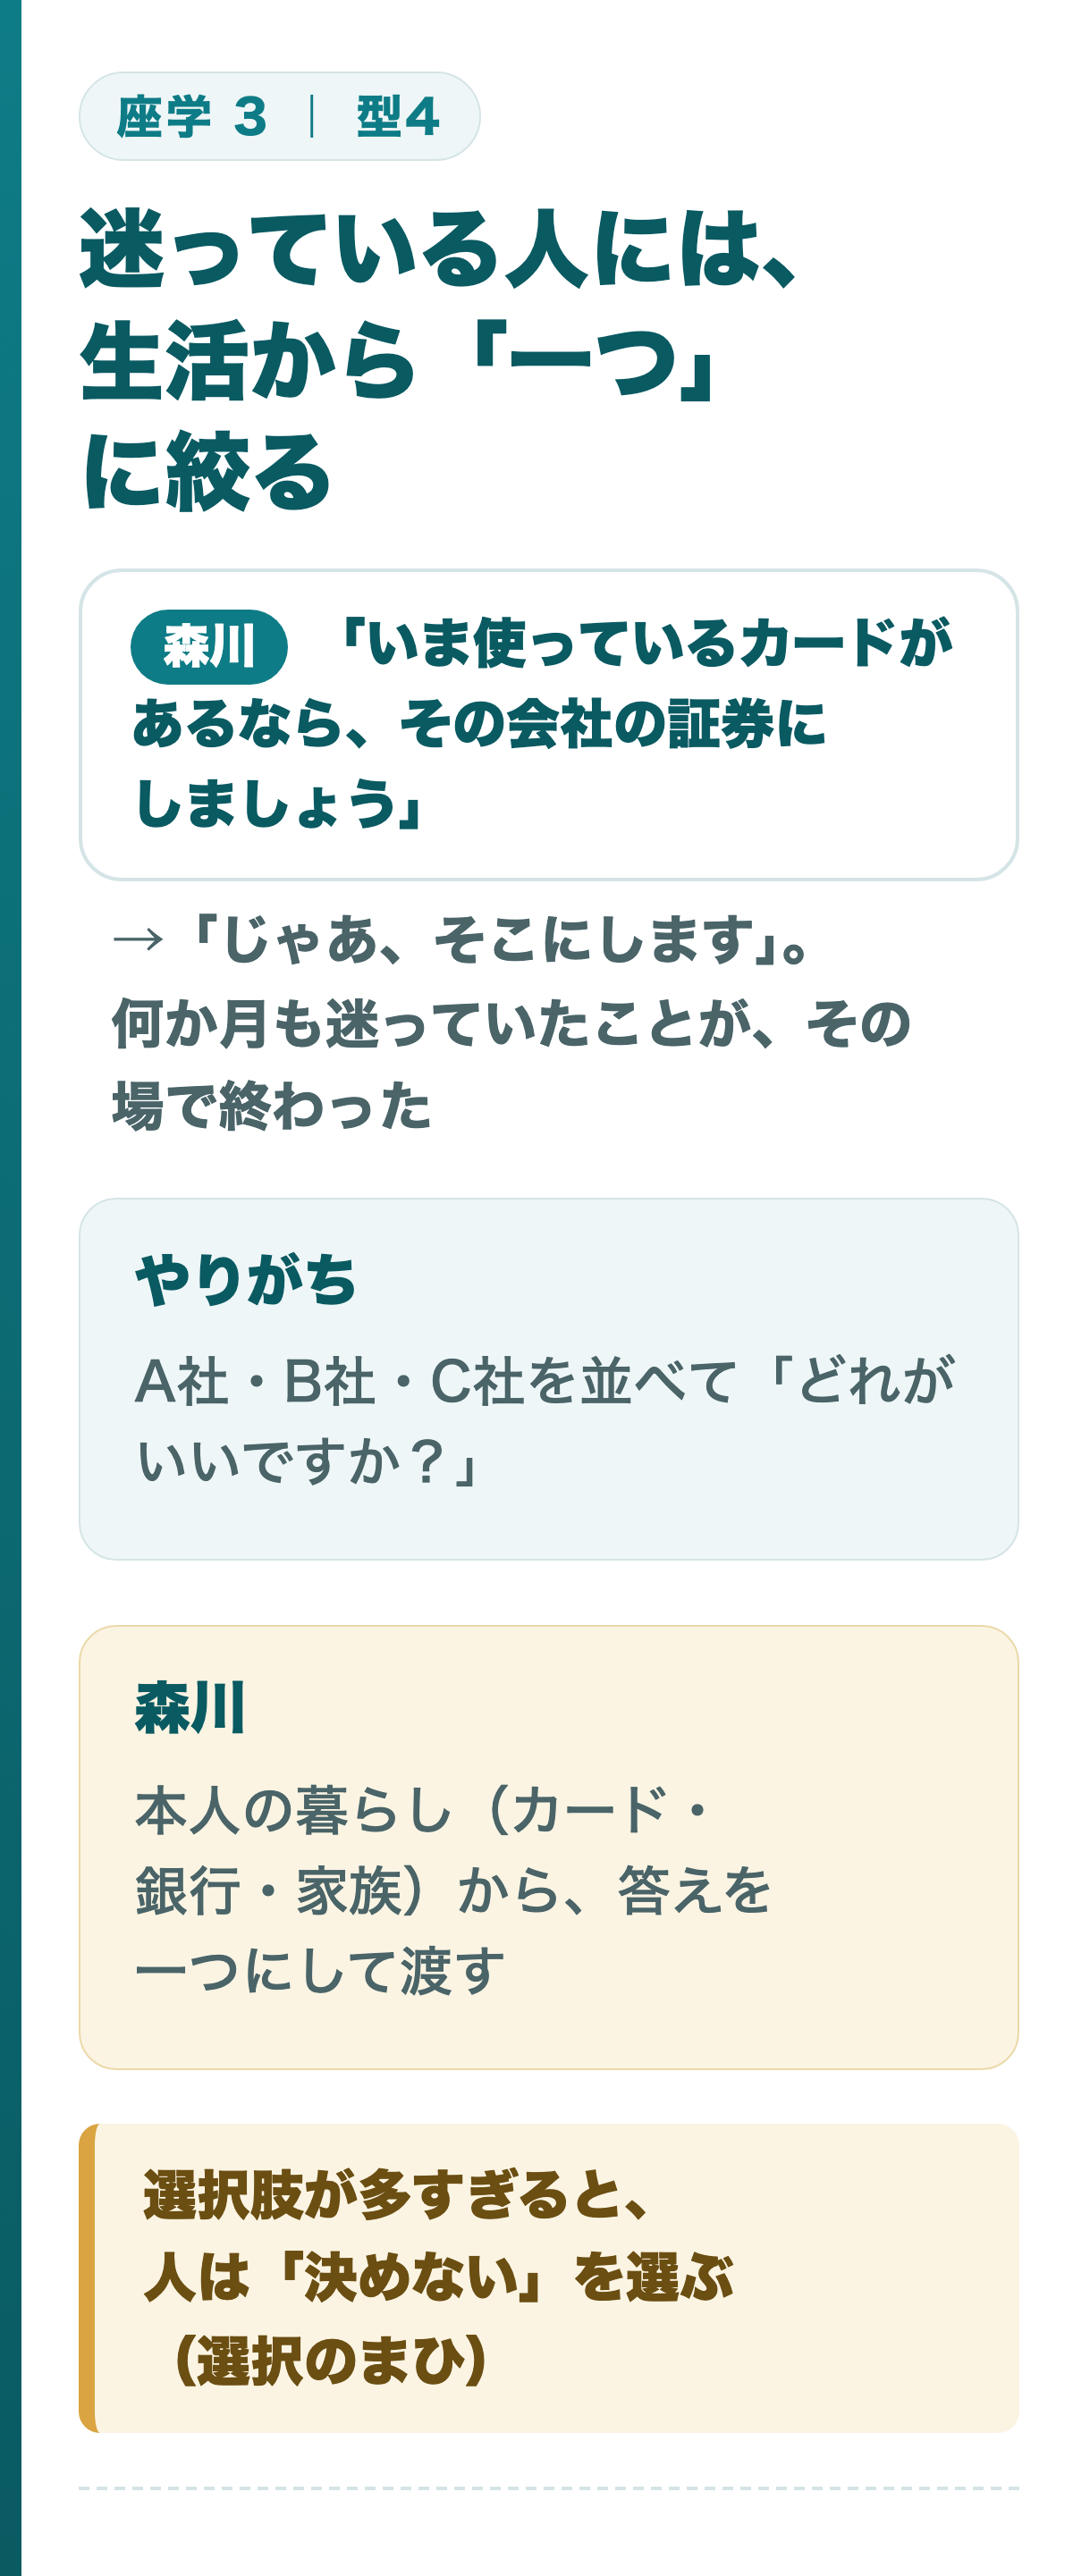 座学 3 ｜ 型4
迷っている人には、
生活から「一つ」
に絞る
森川 「いま使っているカードが
あるなら、その会社の証券に
しましょう」
→「じゃあ、そこにします」。
何か月も迷っていたことが、その
場で終わった
やりがち
A社・B社・C社を並べて「どれが
いいですか？」
森川
本人の暮らし（カード・
銀行・家族）から、答えを
一つにして渡す
選択肢が多すぎると、
人は「決めない」を選ぶ
（選択のまひ）